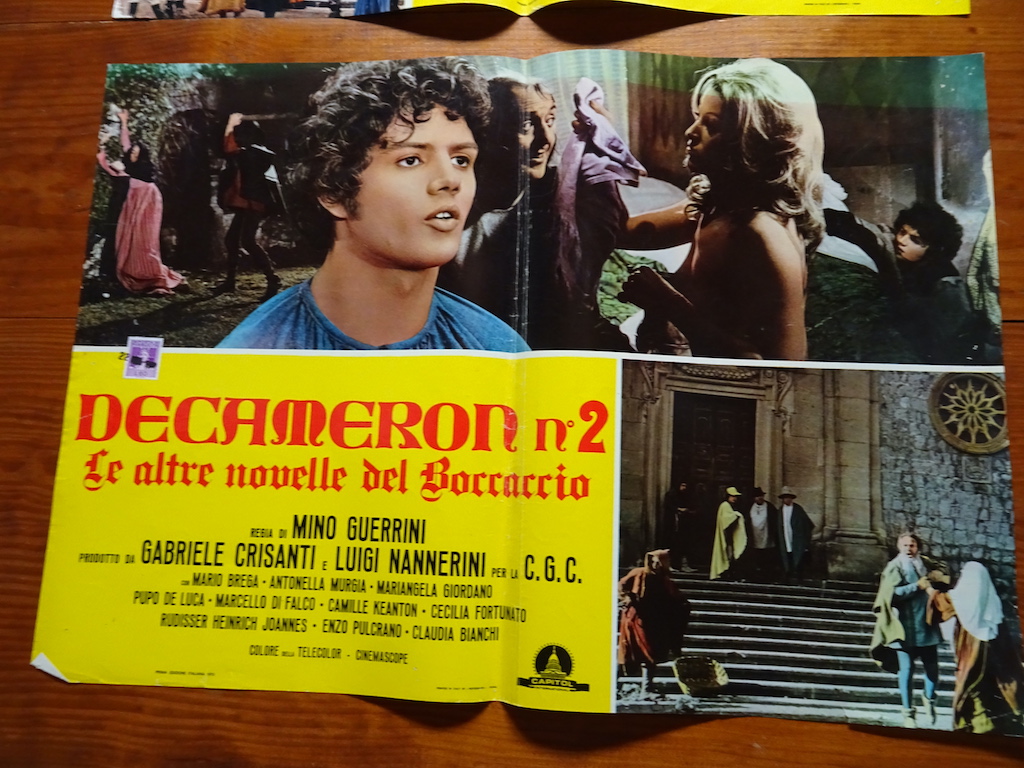 DECAMERON nº2
Le altre novelle del Boccaccio
REGIA DI MINO GUERRINI
PRODOTTO DA GABRIELE CRISANTI E LUIGI NANNERINI PER LA C.G.C.
CON MARIO BREGA • ANTONELLA MURGIA • MARIANGELA GIORDANO
PUPO DE LUCA • MARCELLO DI FALCO • CAMILLE KEANTON • CECILIA FORTUNATO
RUDISSER HEINRICH JOANNES • ENZO PULCRANO • CLAUDIA BIANCHI
COLORE DELLA TELECOLOR - CINEMASCOPE
CAPITOL